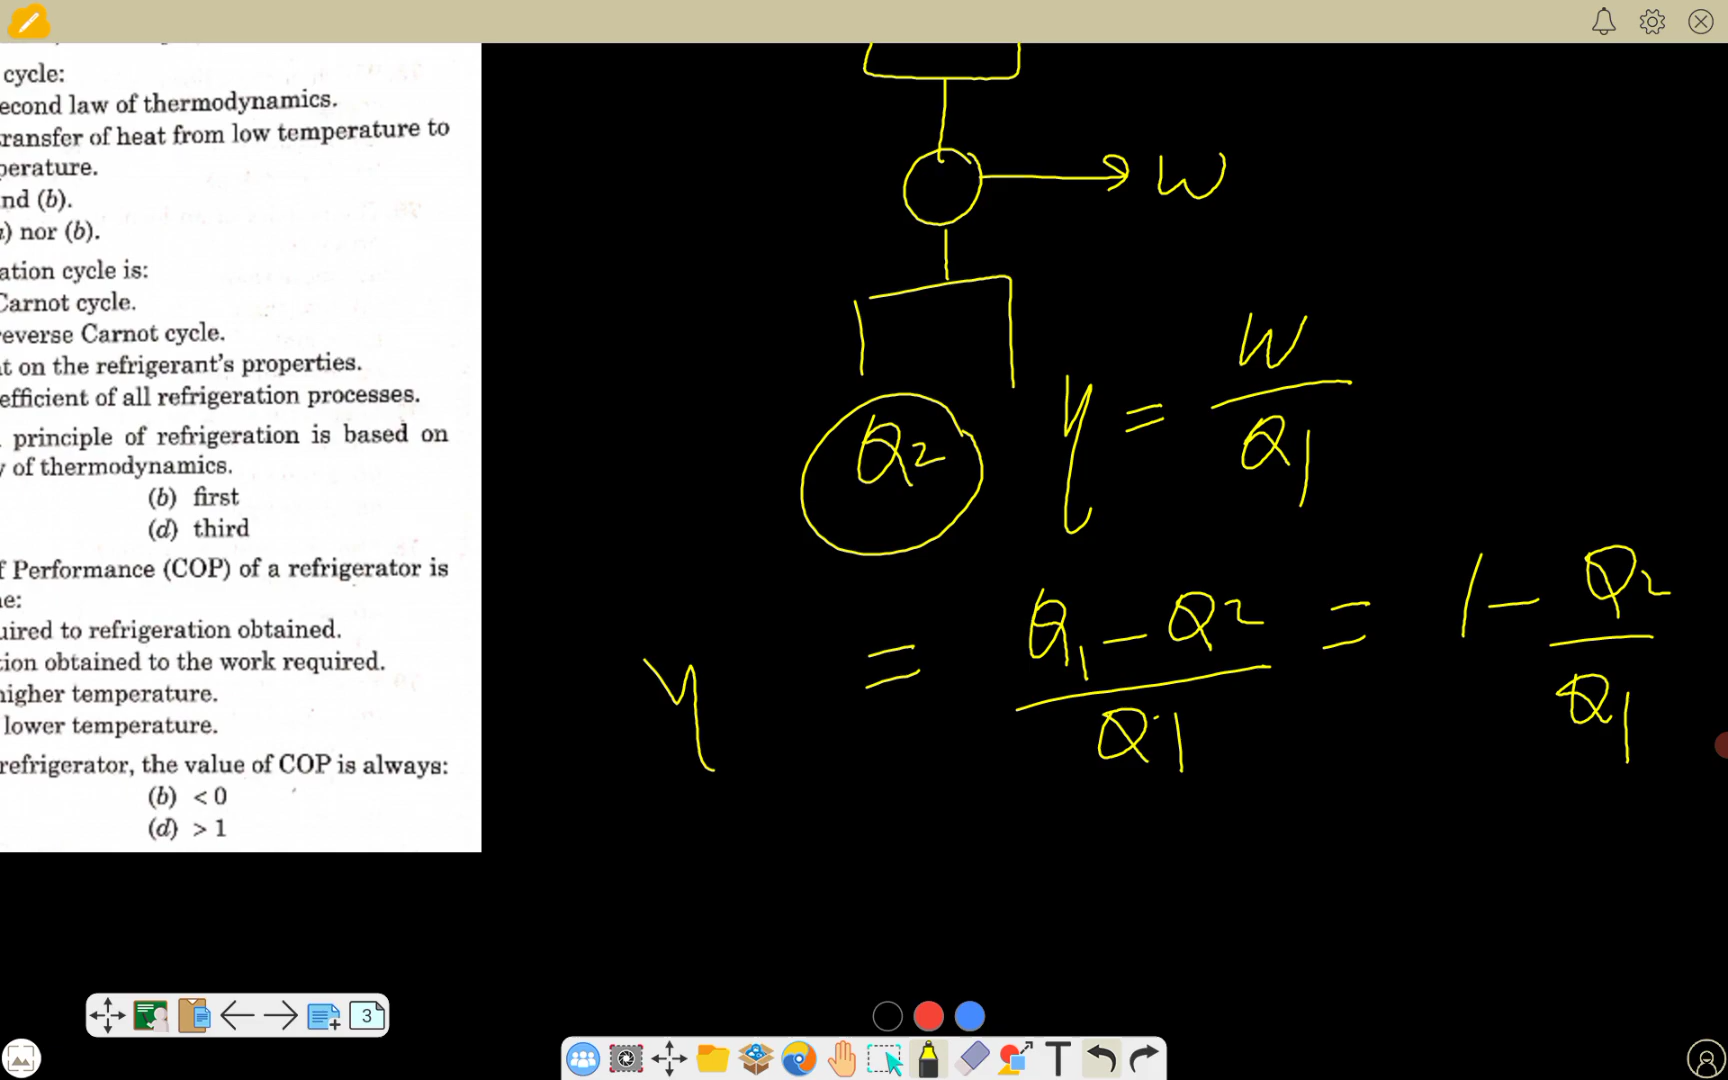 cycle:
econd law of thermodynamics.
ransfer of heat from low temperature to
perature.
nd (b).
) nor (b).
ation cycle is:
Carnot cycle.
reverse Carnot cycle.
t on the refrigerant's properties.
efficient of all refrigeration processes.
principle of refrigeration is based on
y of thermodynamics.
(b) first
(d) third
f Performance (COP) of a refrigerator is
ne:
uired to refrigeration obtained.
tion obtained to the work required.
higher temperature.
lower temperature.
refrigerator, the value of COP is always:
(b) < 0
(d) > 1
W
Q2
η = W / Q1
η = Q1 - Q2 / Q1 = 1 - Q2 / Q1
3
T